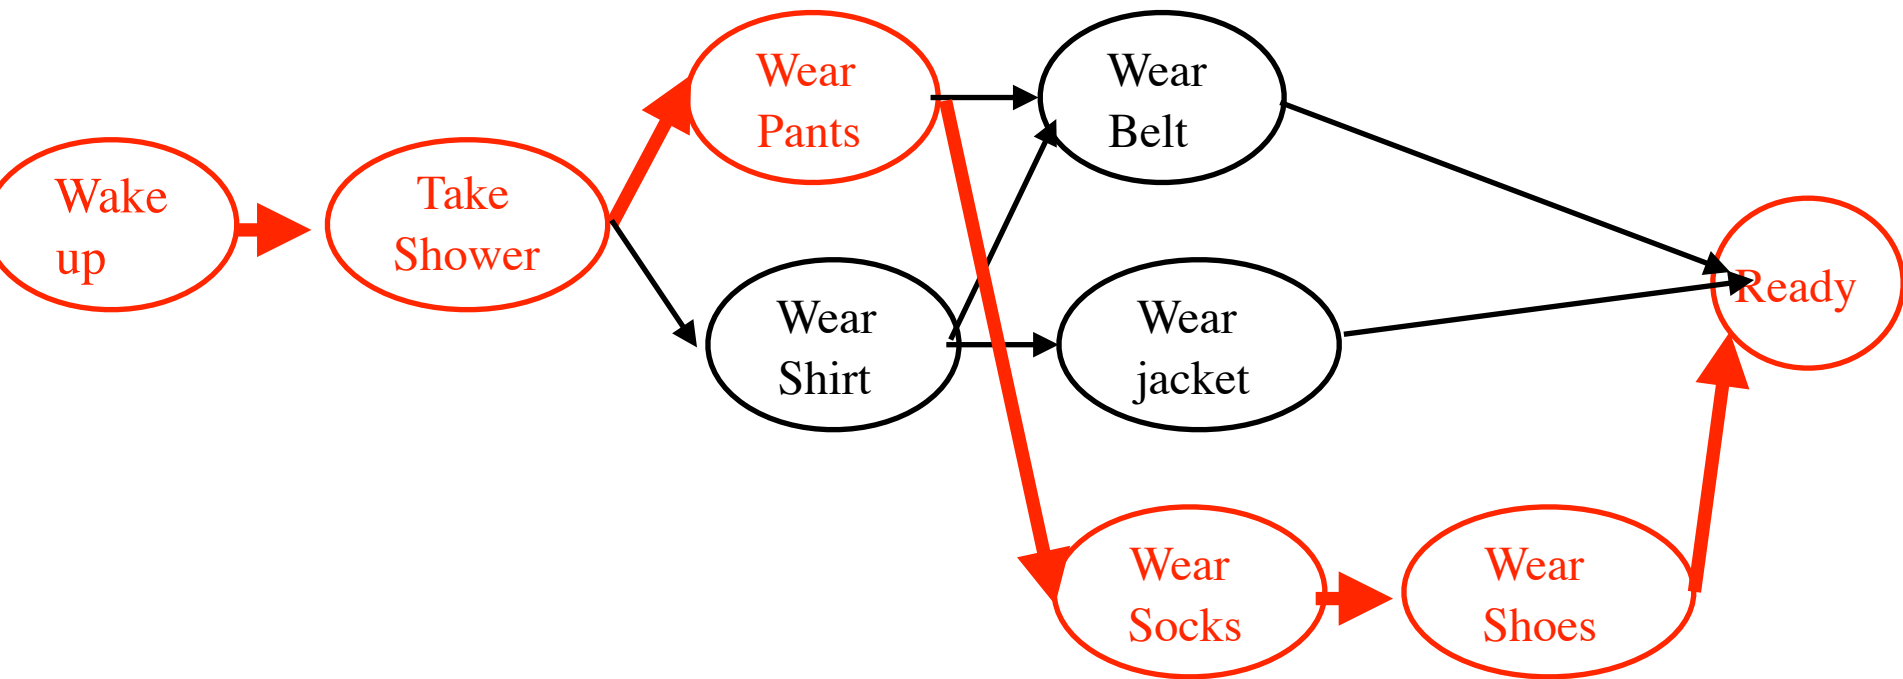 Wake
up
Take
Shower
Wear
Pants
Wear
Shirt
Wear
Belt
Wear
jacket
Wear
Socks
Wear
Shoes
Ready